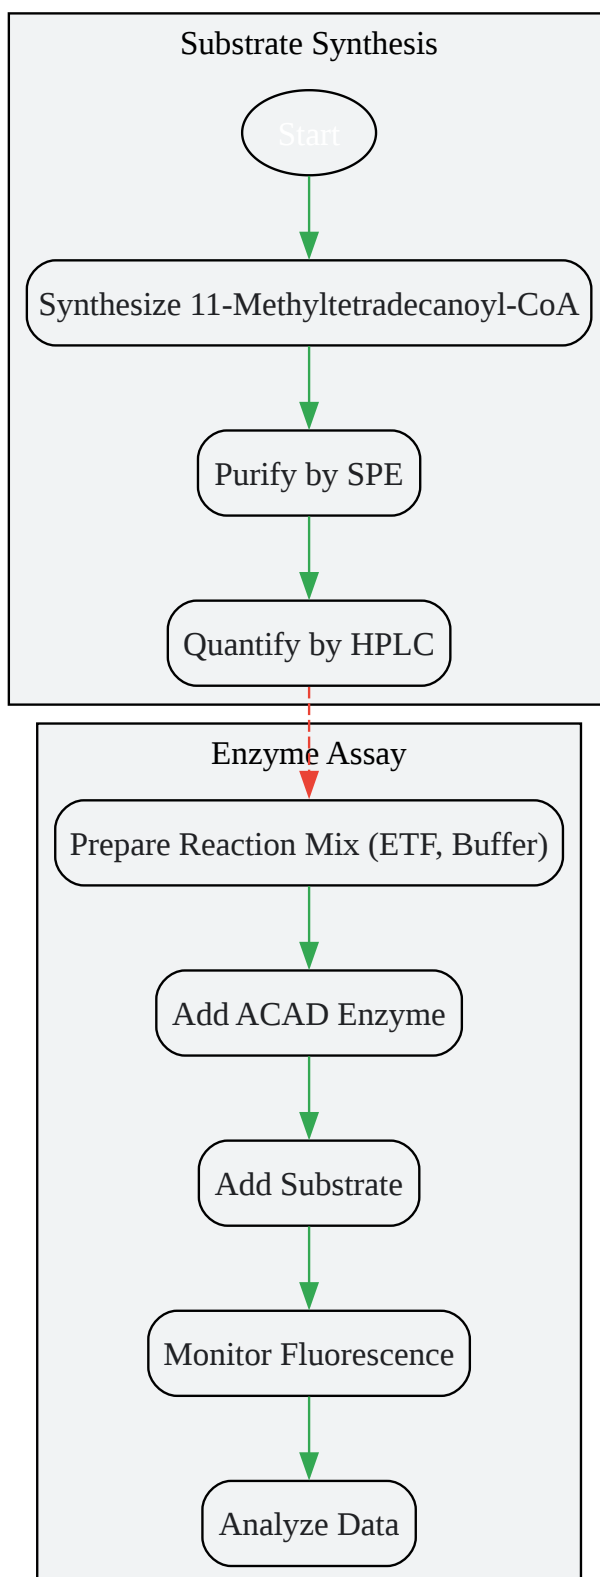 Substrate Synthesis
Start
Synthesize 11-Methyltetradecanoyl-CoA
Purify by SPE
Quantify by HPLC
Enzyme Assay
Prepare Reaction Mix (ETF, Buffer)
Add ACAD Enzyme
Add Substrate
Monitor Fluorescence
Analyze Data